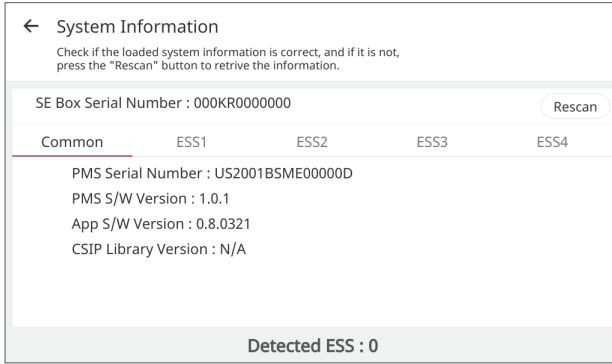 ← System Information
Check if the loaded system information is correct, and if it is not,
press the "Rescan" button to retrive the information.
SE Box Serial Number : 000KR0000000
Rescan
Common ESS1 ESS2 ESS3 ESS4
PMS Serial Number : US2001BSME00000D
PMS S/W Version : 1.0.1
App S/W Version : 0.8.0321
CSIP Library Version : N/A
Detected ESS : 0